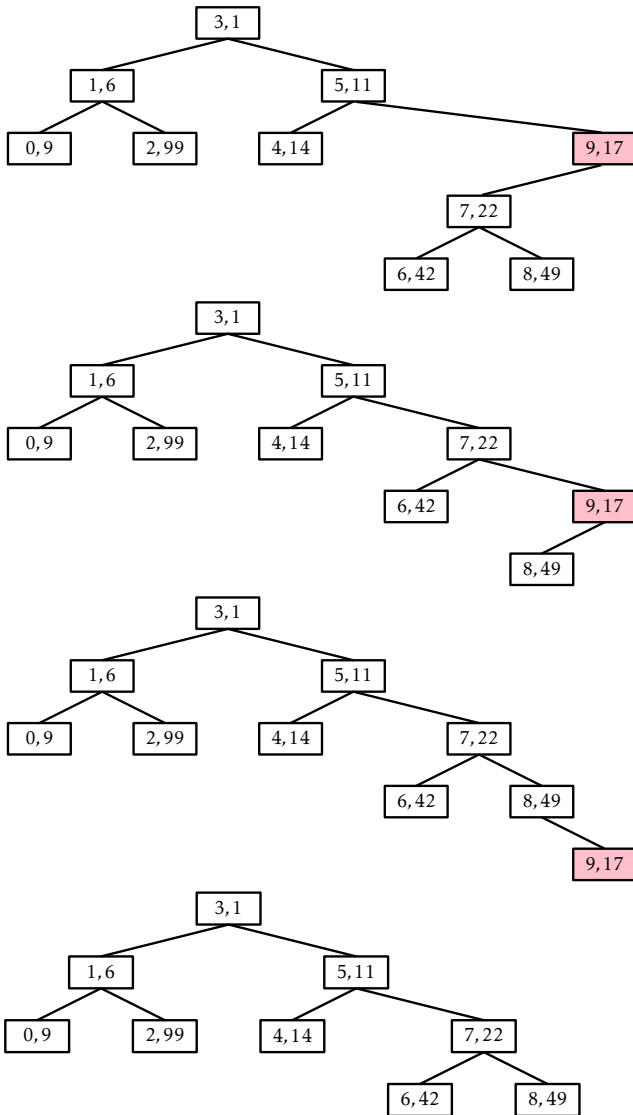 3, 1
1, 6 5, 11
0, 9 2, 99 4, 14 9, 17
7, 22
6, 42 8, 49
3, 1
1, 6 5, 11
0, 9 2, 99 4, 14 7, 22
6, 42 9, 17
8, 49
3, 1
1, 6 5, 11
0, 9 2, 99 4, 14 7, 22
6, 42 8, 49
9, 17
3, 1
1, 6 5, 11
0, 9 2, 99 4, 14 7, 22
6, 42 8, 49